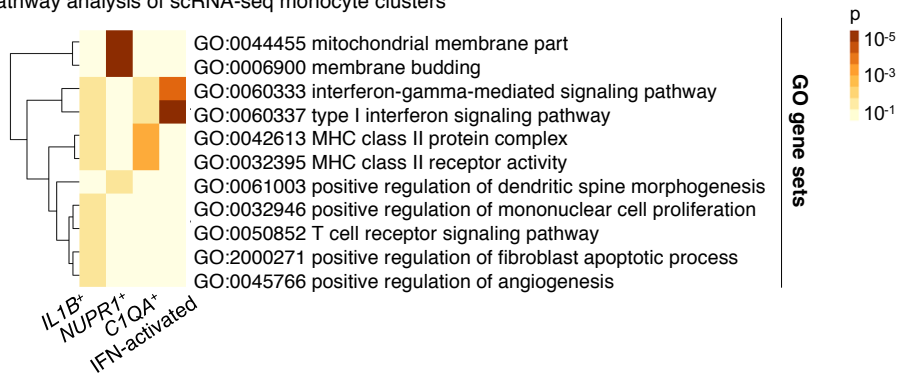 athway analysis of scRNA-seq monocyte clusters
p
10-5
10-3
10-1
GO:0044455 mitochondrial membrane part
GO:0006900 membrane budding
GO:0060333 interferon-gamma-mediated signaling pathway
GO:0060337 type I interferon signaling pathway
GO:0042613 MHC class II protein complex
GO:0032395 MHC class II receptor activity
GO:0061003 positive regulation of dendritic spine morphogenesis
GO:0032946 positive regulation of mononuclear cell proliferation
GO:0050852 T cell receptor signaling pathway
GO:2000271 positive regulation of fibroblast apoptotic process
GO:0045766 positive regulation of angiogenesis
GO gene sets
IL1B+
NUPR1+
C1QA+
IFN-activated